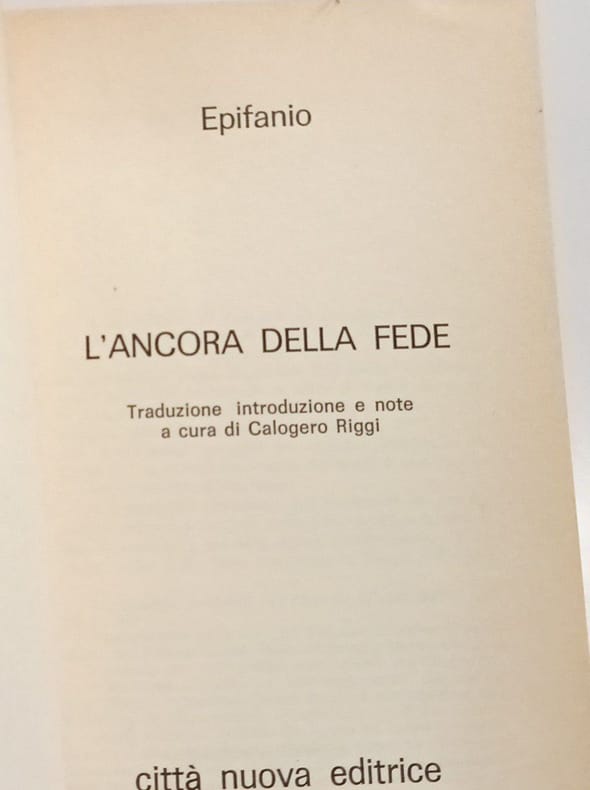 Epifanio
L'ANCORA DELLA FEDE
Traduzione introduzione e note
a cura di Calogero Riggi
città nuova editrice